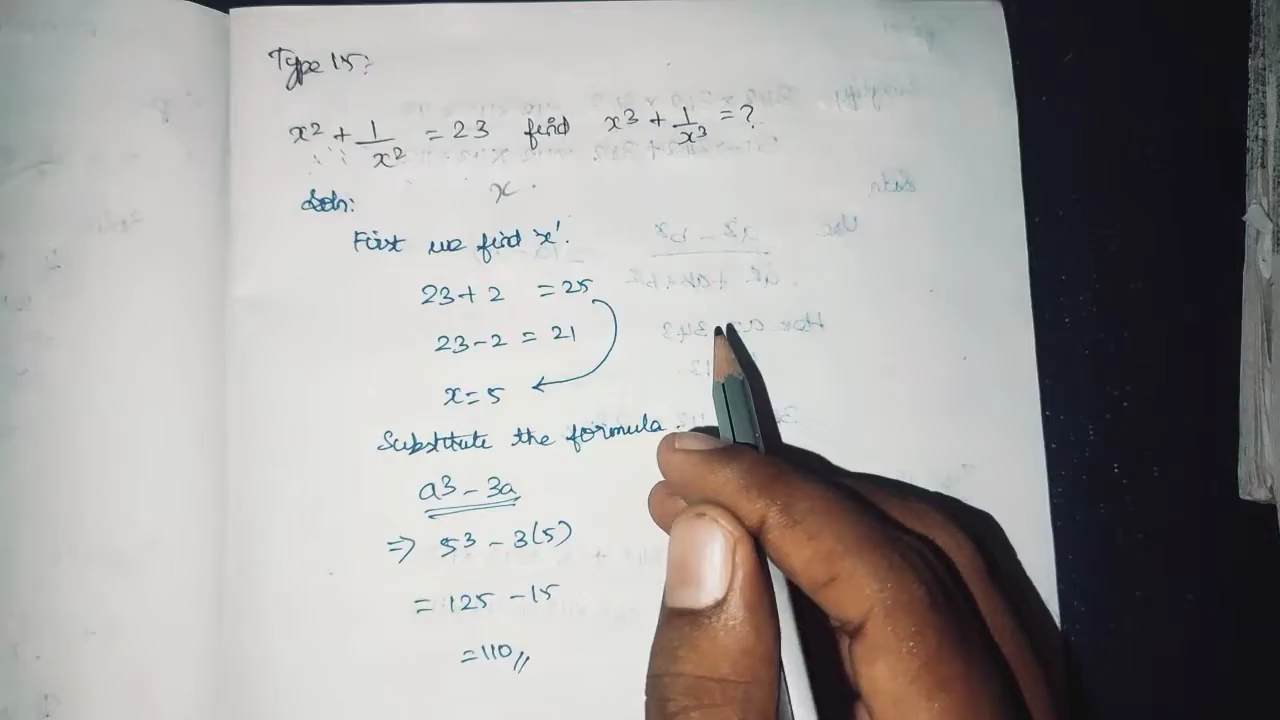 Type 15:
x² + 1/x² = 23 find x³ + 1/x³ = ?
x
Soln:
First we find 'x'.
23 + 2 = 25
23 - 2 = 21
x = 5
Substitute the formula.
a³ - 3a
⇒ 5³ - 3(5)
= 125 - 15
= 110//